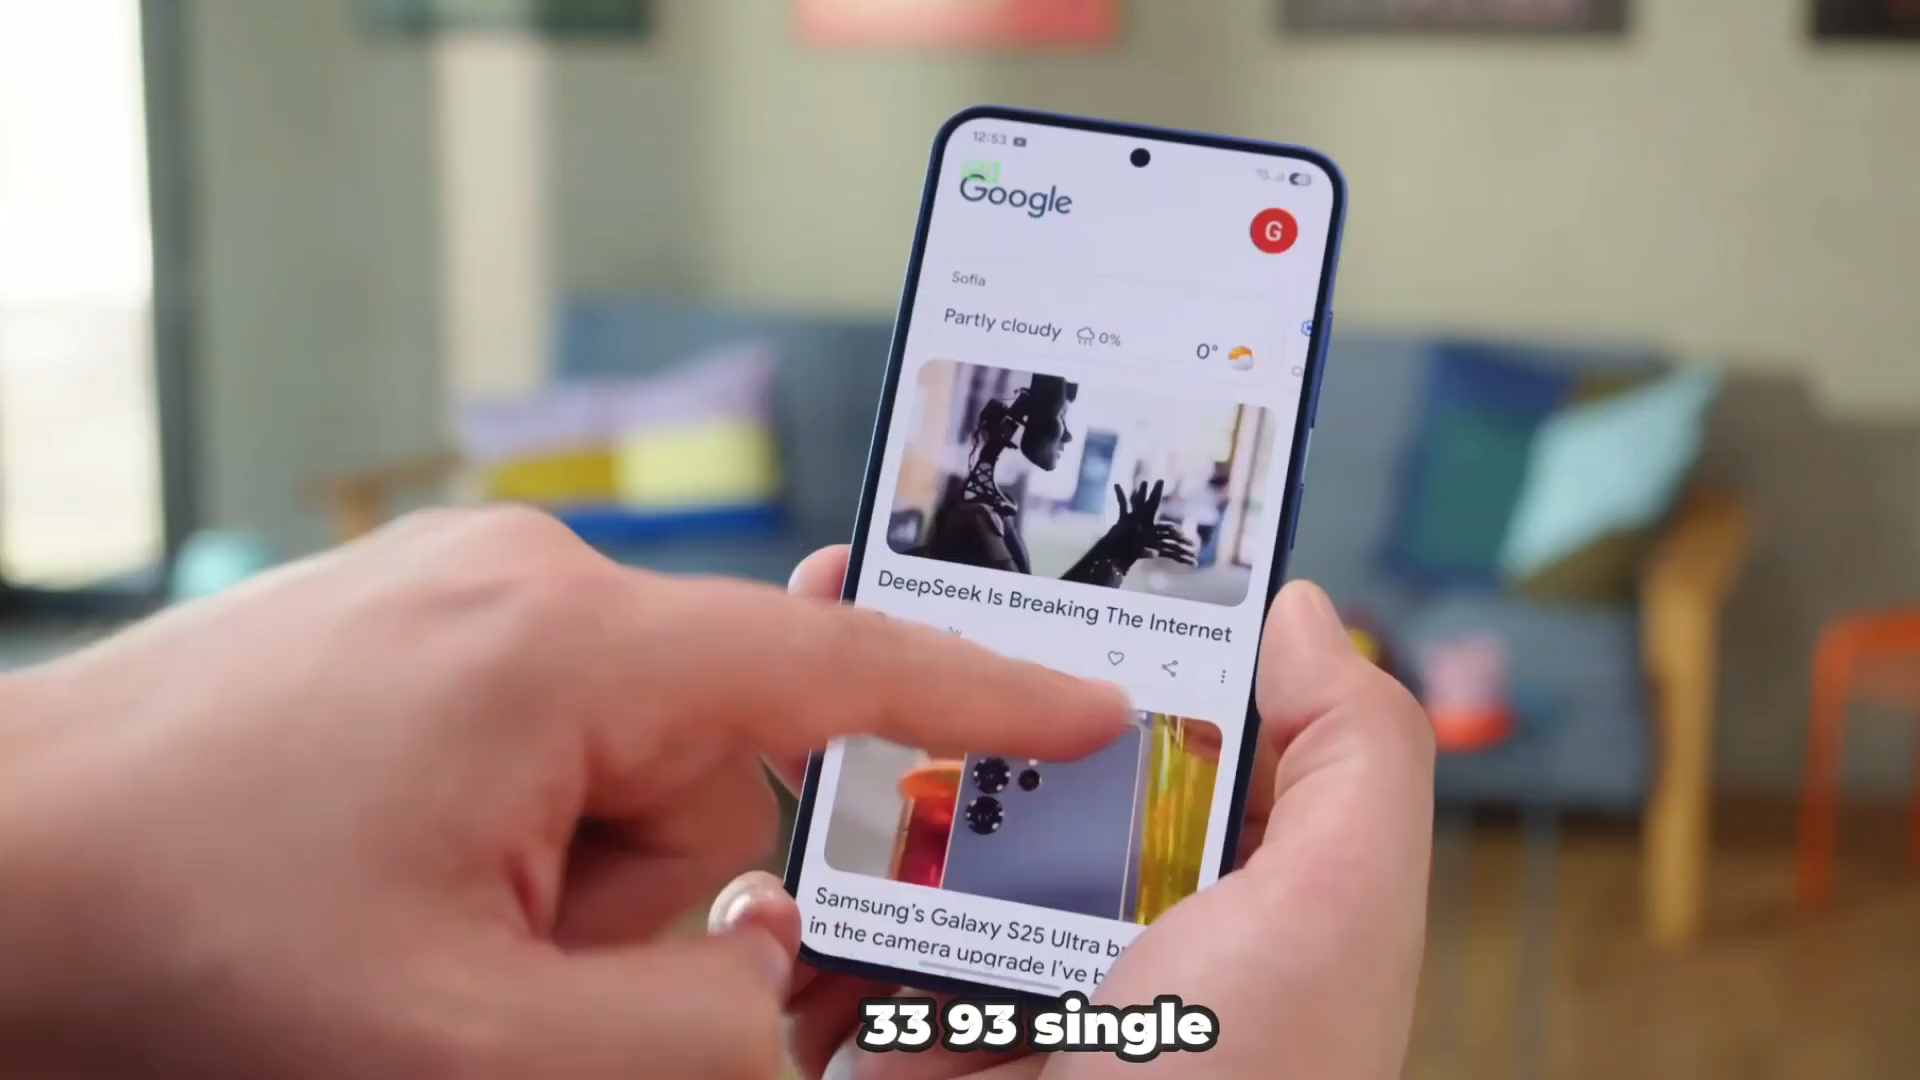 12:53
120
Google
G
Sofia
Partly cloudy 0% 0°
DeepSeek Is Breaking The Internet
Samsung's Galaxy S25 Ultra
in the camera upgrade I've
33 93 single